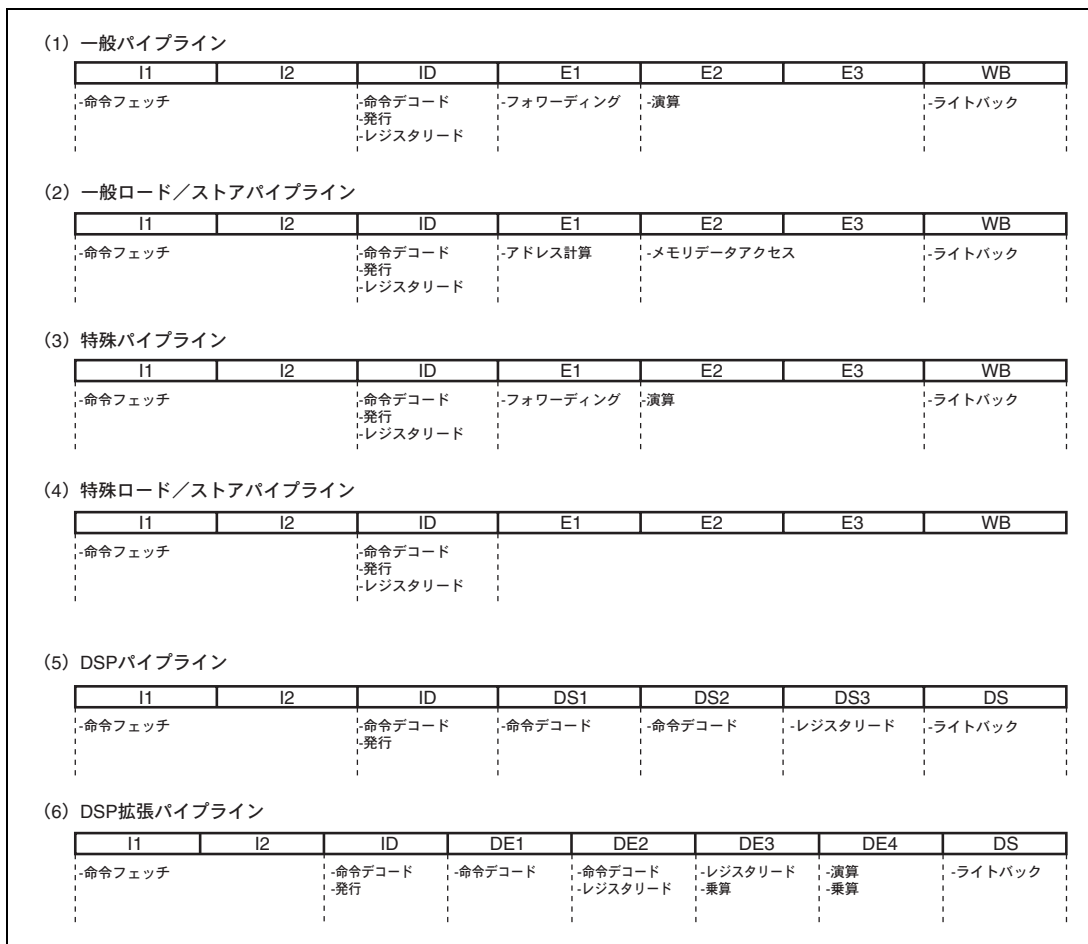 (1) 一般パイプライン
I1 I2 ID E1 E2 E3 WB
-命令フェッチ -命令デコード -フォワーディング -演算 -ライトバック
-発行
-レジスタリード
(2) 一般ロード／ストアパイプライン
I1 I2 ID E1 E2 E3 WB
-命令フェッチ -命令デコード -アドレス計算 -メモリデータアクセス -ライトバック
-発行
-レジスタリード
(3) 特殊パイプライン
I1 I2 ID E1 E2 E3 WB
-命令フェッチ -命令デコード -フォワーディング -演算 -ライトバック
-発行
-レジスタリード
(4) 特殊ロード／ストアパイプライン
I1 I2 ID E1 E2 E3 WB
-命令フェッチ -命令デコード
-発行
-レジスタリード
(5) DSPパイプライン
I1 I2 ID DS1 DS2 DS3 DS
-命令フェッチ -命令デコード -命令デコード -命令デコード -レジスタリード -ライトバック
-発行
(6) DSP拡張パイプライン
I1 I2 ID DE1 DE2 DE3 DE4 DS
-命令フェッチ -命令デコード -命令デコード -命令デコード -レジスタリード -演算 -ライトバック
-発行 -レジスタリード -乗算 -乗算